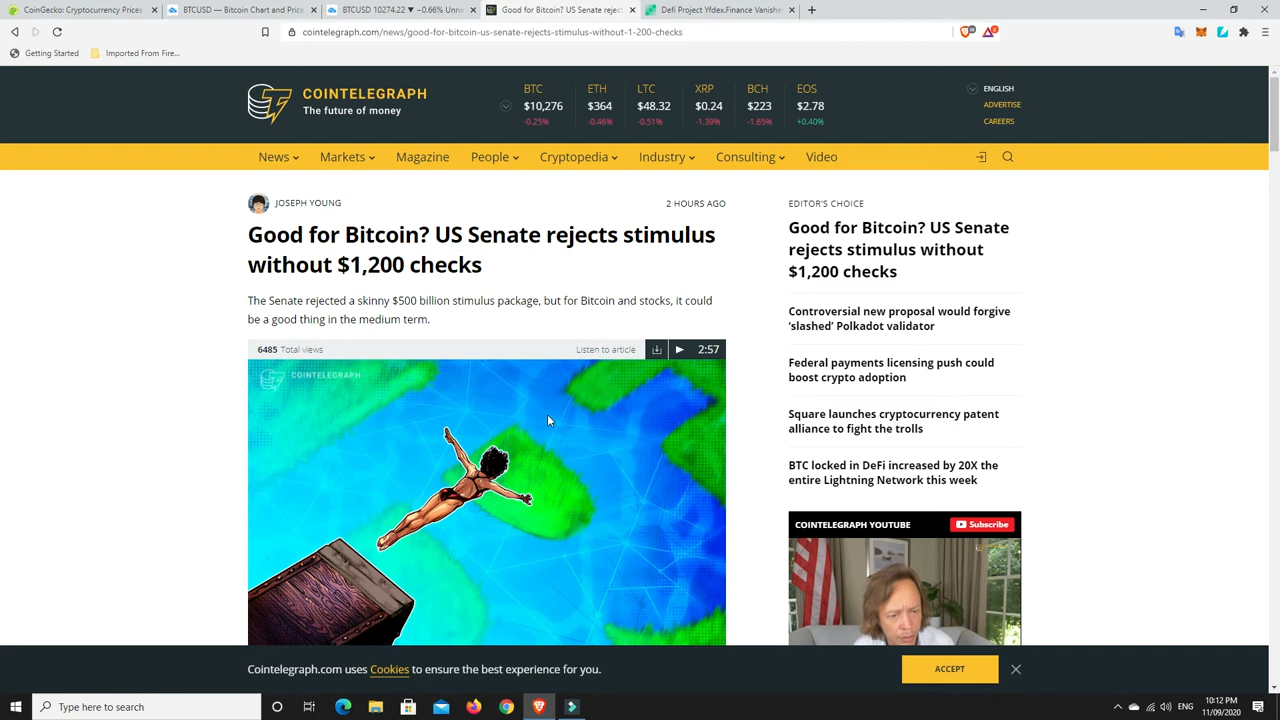 CoinGecko: Cryptocurrency Prices
BTCUSD — Bitcoin Chart and Price
BTCUSD 10274.22 ▼ −0.66% Unna
Good for Bitcoin? US Senate reject
Defi Project Yfdex.Finance Vanishe
cointelegraph.com/news/good-for-bitcoin-us-senate-rejects-stimulus-without-1-200-checks
Getting Started
Imported From Fire...
COINTELEGRAPH
The future of money
BTC ETH LTC XRP BCH EOS
$10,276 $364 $48.32 $0.24 $223 $2.78
-0.25% -0.46% -0.51% -1.39% -1.65% +0.40%
ENGLISH
ADVERTISE
CAREERS
News Markets Magazine People Cryptopedia Industry Consulting Video
JOSEPH YOUNG
2 HOURS AGO
Good for Bitcoin? US Senate rejects stimulus
without $1,200 checks
The Senate rejected a skinny $500 billion stimulus package, but for Bitcoin and stocks, it could
be a good thing in the medium term.
6485 Total views
Listen to article
2:57
COINTELEGRAPH
EDITOR'S CHOICE
Good for Bitcoin? US Senate
rejects stimulus without
$1,200 checks
Controversial new proposal would forgive
‘slashed’ Polkadot validator
Federal payments licensing push could
boost crypto adoption
Square launches cryptocurrency patent
alliance to fight the trolls
BTC locked in DeFi increased by 20X the
entire Lightning Network this week
COINTELEGRAPH YOUTUBE
Subscribe
Cointelegraph.com uses Cookies to ensure the best experience for you.
ACCEPT
Type here to search
ENG
10:12 PM
11/09/2020